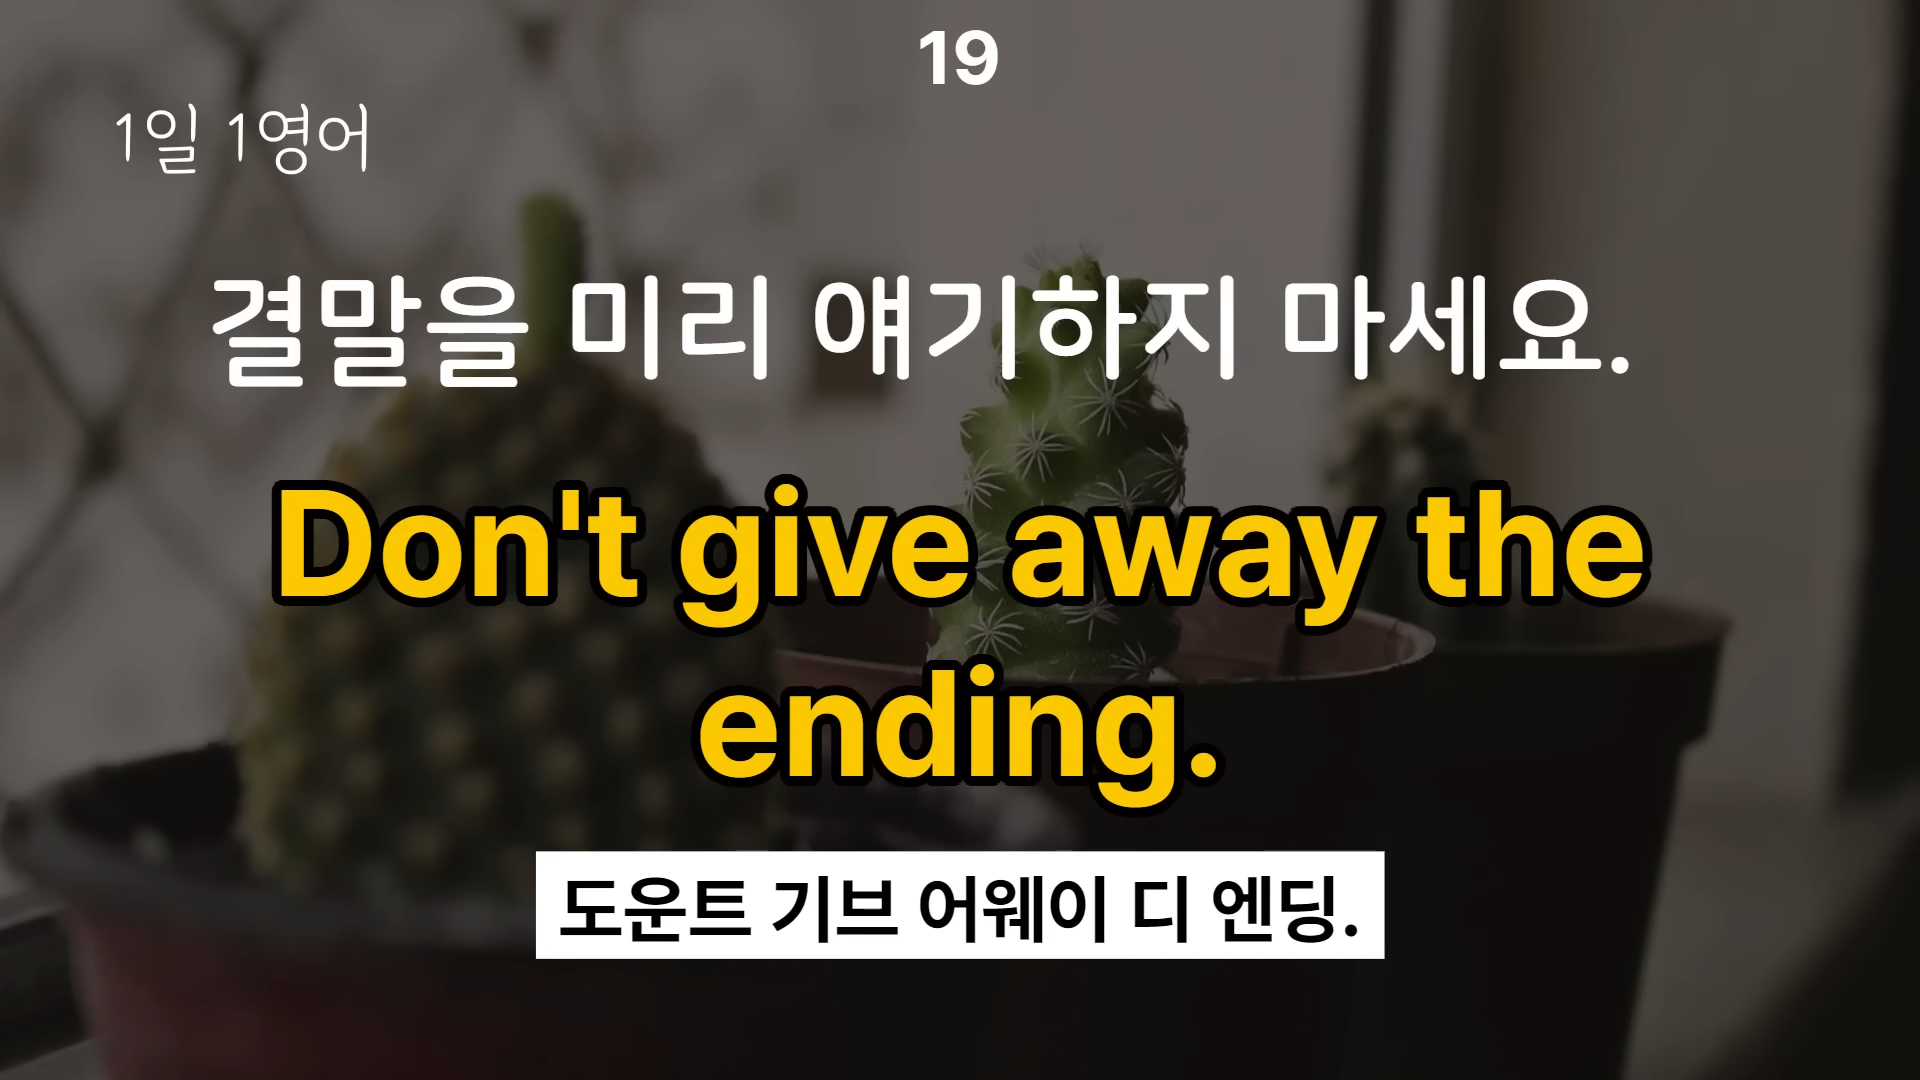 19
1일 1영어
결말을 미리 얘기하지 마세요.
Don't give away the
ending.
도운트 기브 어웨이 디 엔딩.